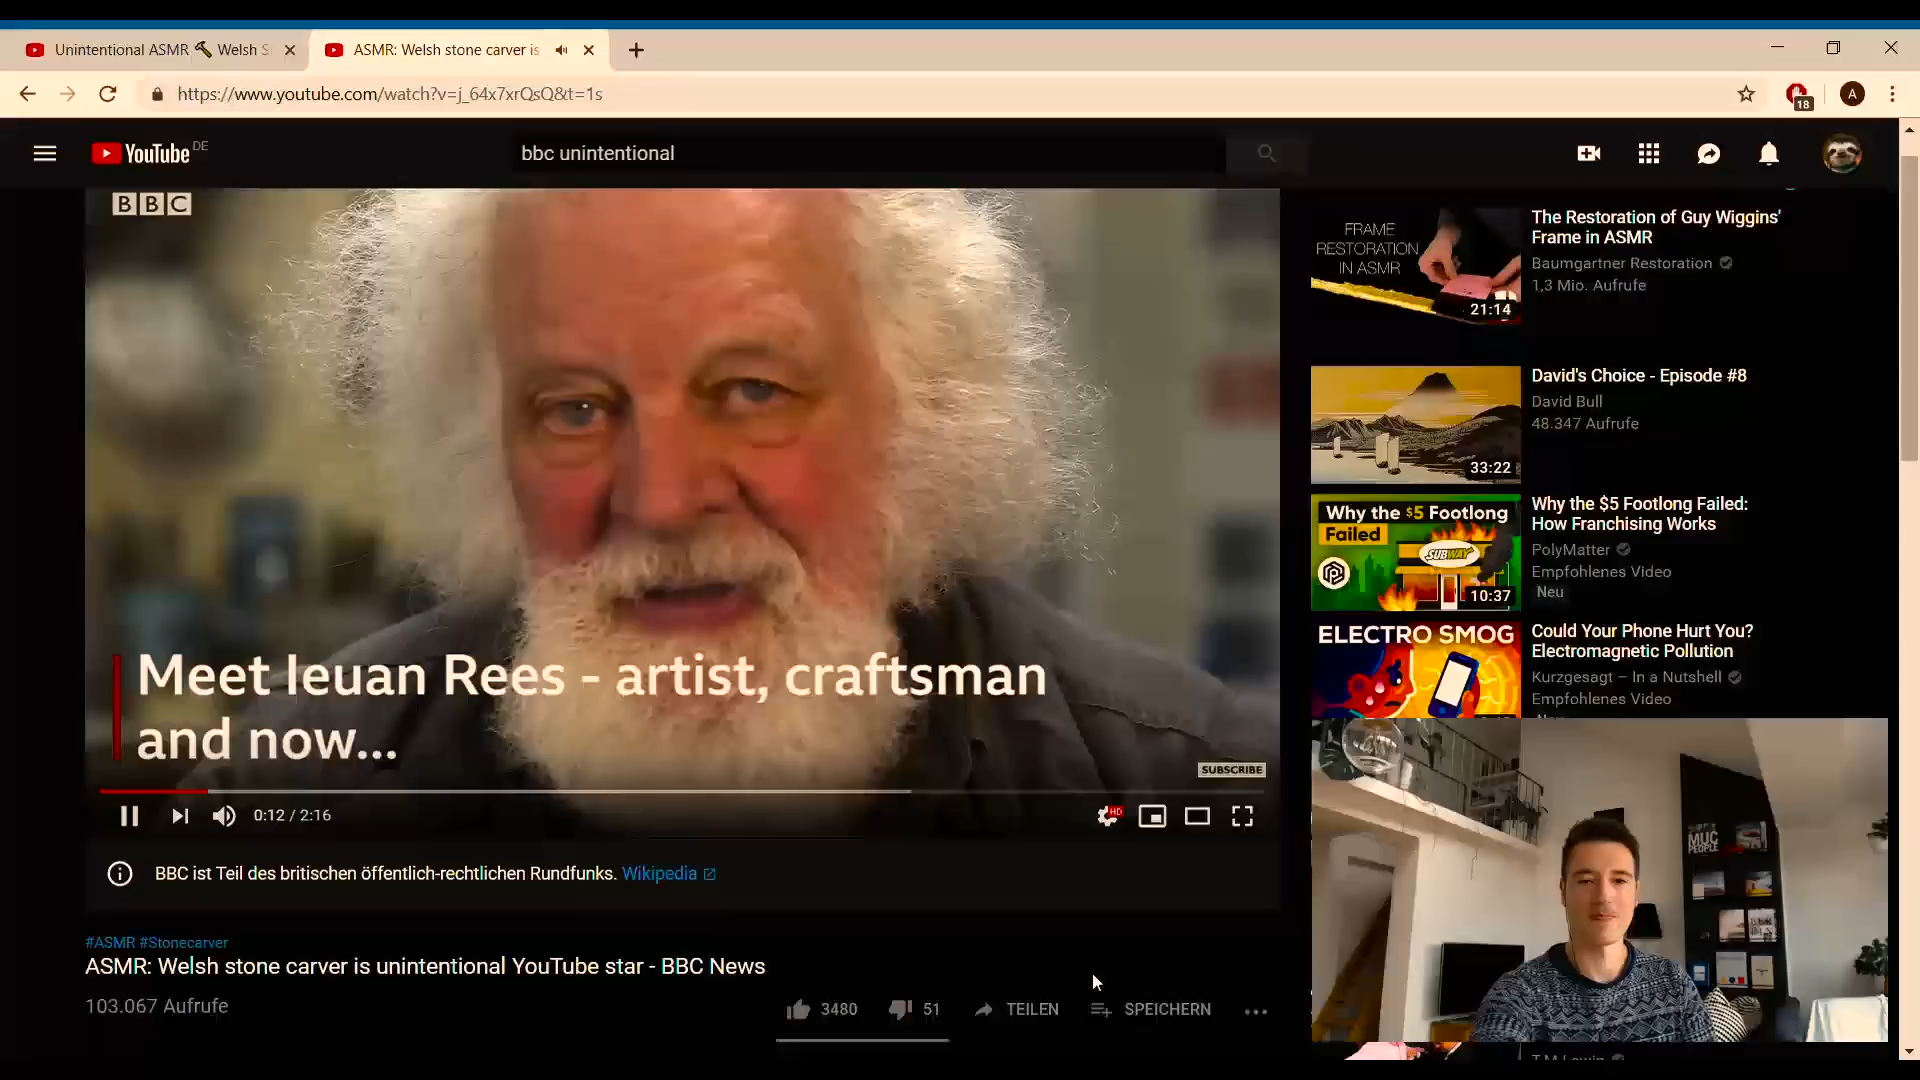 Unintentional ASMR 🔨 Welsh S
ASMR: Welsh stone carver is
https://www.youtube.com/watch?v=j_64x7xrQsQ&t=1s
18
A
YouTube DE
bbc unintentional
BBC
Meet Ieuan Rees - artist, craftsman
and now...
SUBSCRIBE
0:12 / 2:16
HD
BBC ist Teil des britischen öffentlich-rechtlichen Rundfunks. Wikipedia
#ASMR #Stonecarver
ASMR: Welsh stone carver is unintentional YouTube star - BBC News
103.067 Aufrufe
3480
51
TEILEN
SPEICHERN
FRAME
RESTORATION
IN ASMR
21:14
The Restoration of Guy Wiggins'
Frame in ASMR
Baumgartner Restoration
1,3 Mio. Aufrufe
33:22
David's Choice - Episode #8
David Bull
48.347 Aufrufe
Why the $5 Footlong
Failed
SUBWAY
10:37
Why the $5 Footlong Failed:
How Franchising Works
PolyMatter
Empfohlenes Video
Neu
ELECTRO SMOG
Could Your Phone Hurt You?
Electromagnetic Pollution
Kurzgesagt – In a Nutshell
Empfohlenes Video
MUC
PEOPLE